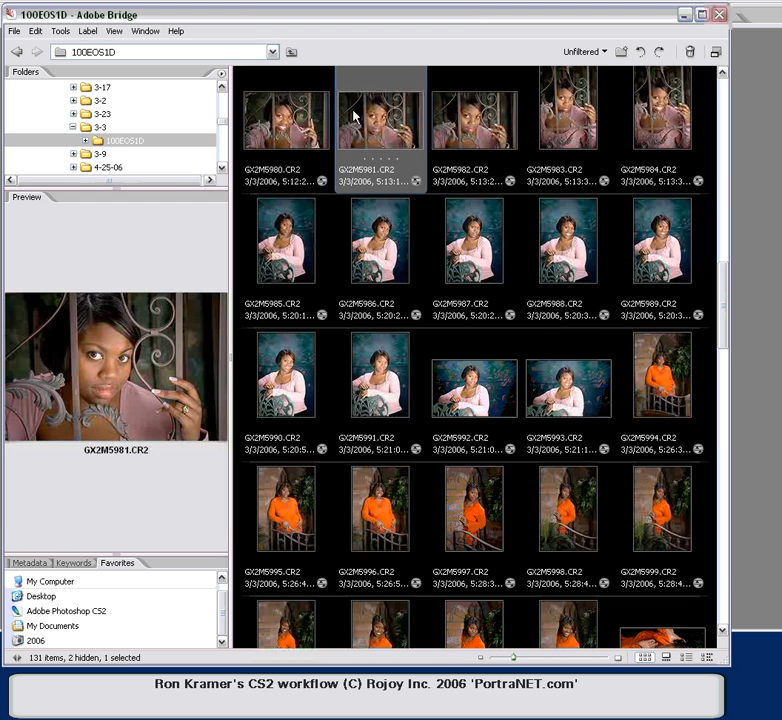 100EOS1D - Adobe Bridge
File Edit Tools Label View Window Help
100EOS1D
Unfiltered
Folders
3-17
3-2
3-23
3-3
100EOS1D
3-9
4-25-06
Preview
GX2M5981.CR2
Metadata Keywords Favorites
My Computer
Desktop
Adobe Photoshop CS2
My Documents
2006
GX2M5980.CR2 GX2M5981.CR2 GX2M5982.CR2 GX2M5983.CR2 GX2M5984.CR2
3/3/2006, 5:12:2... 3/3/2006, 5:13:1... 3/3/2006, 5:13:2... 3/3/2006, 5:13:3... 3/3/2006, 5:13:3...
GX2M5985.CR2 GX2M5986.CR2 GX2M5987.CR2 GX2M5988.CR2 GX2M5989.CR2
3/3/2006, 5:20:1... 3/3/2006, 5:20:2... 3/3/2006, 5:20:2... 3/3/2006, 5:20:3... 3/3/2006, 5:20:3...
GX2M5990.CR2 GX2M5991.CR2 GX2M5992.CR2 GX2M5993.CR2 GX2M5994.CR2
3/3/2006, 5:20:5... 3/3/2006, 5:21:0... 3/3/2006, 5:21:0... 3/3/2006, 5:21:1... 3/3/2006, 5:26:3...
GX2M5995.CR2 GX2M5996.CR2 GX2M5997.CR2 GX2M5998.CR2 GX2M5999.CR2
3/3/2006, 5:26:4... 3/3/2006, 5:26:5... 3/3/2006, 5:28:3... 3/3/2006, 5:28:4... 3/3/2006, 5:28:4...
131 items, 2 hidden, 1 selected
Ron Kramer's CS2 workflow (C) Rojoy Inc. 2006 'PortraNET.com'